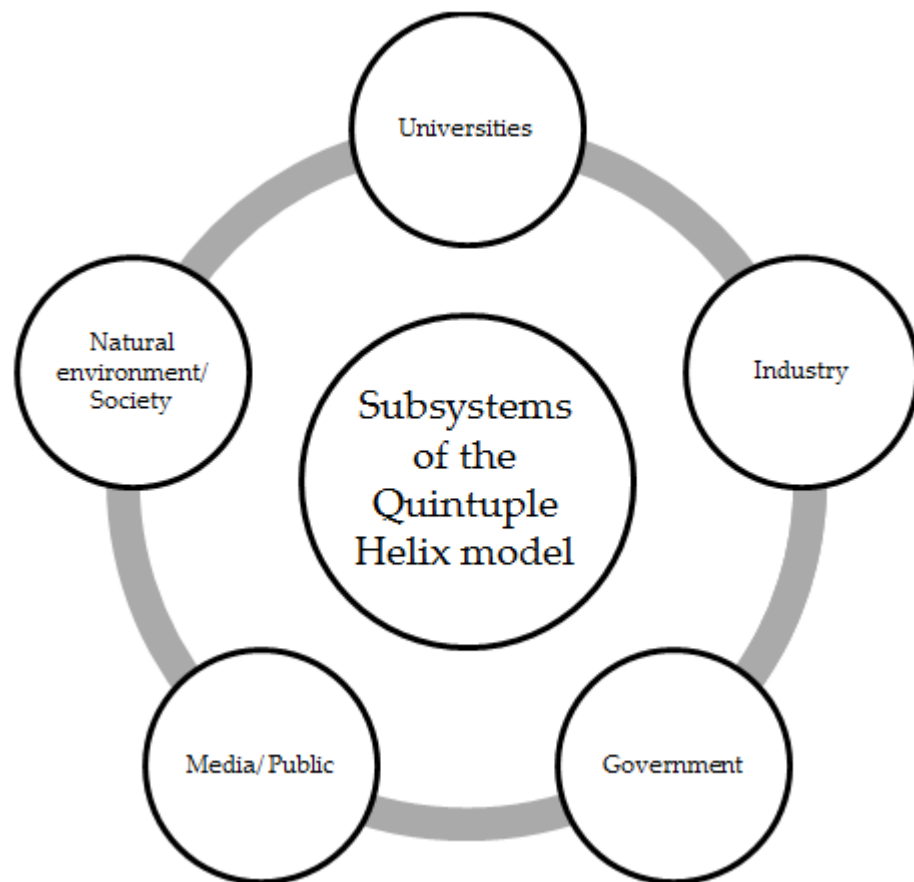 Universities
Natural
environment/
Society
Industry
Subsystems
of the
Quintuple
Helix model
Media/ Public
Government